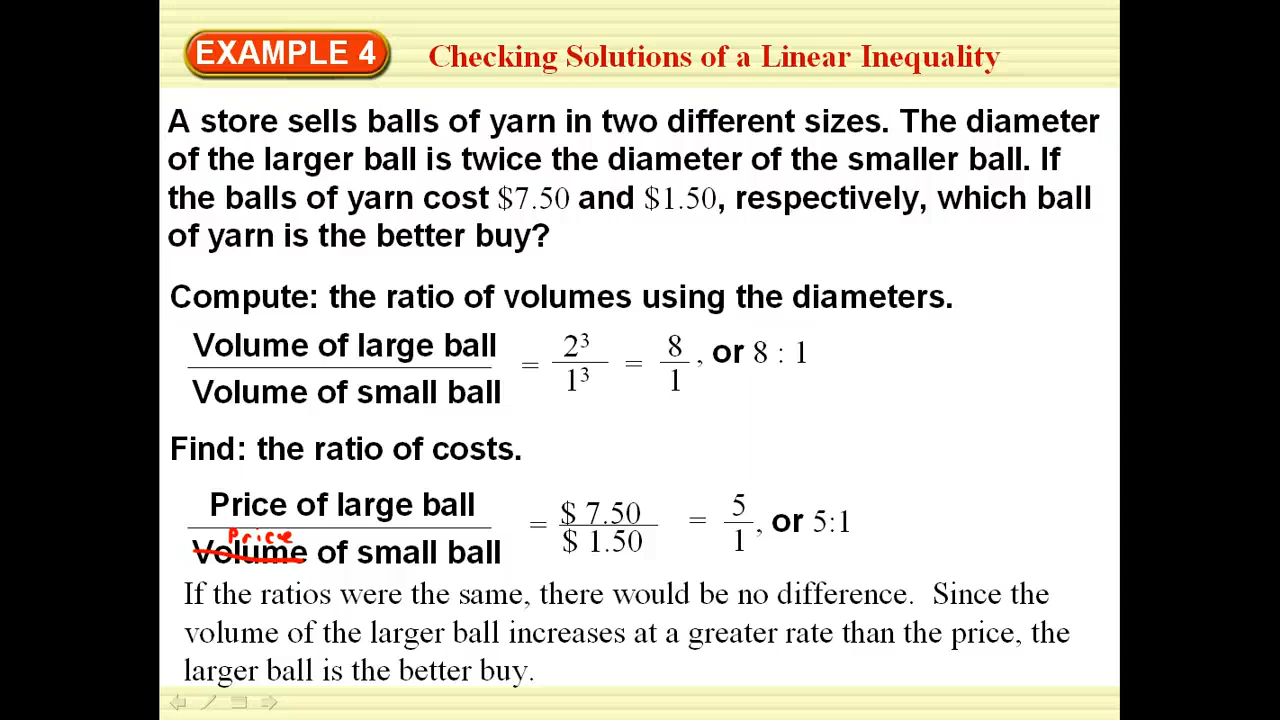 EXAMPLE 4 Checking Solutions of a Linear Inequality
A store sells balls of yarn in two different sizes. The diameter
of the larger ball is twice the diameter of the smaller ball. If
the balls of yarn cost $7.50 and $1.50, respectively, which ball
of yarn is the better buy?
Compute: the ratio of volumes using the diameters.
Volume of large ball
Volume of small ball
= 2³
1³
= 8
1
, or 8 : 1
Find: the ratio of costs.
Price of large ball
Price
Volume of small ball
= $ 7.50
$ 1.50
= 5
1
, or 5:1
If the ratios were the same, there would be no difference. Since the
volume of the larger ball increases at a greater rate than the price, the
larger ball is the better buy.